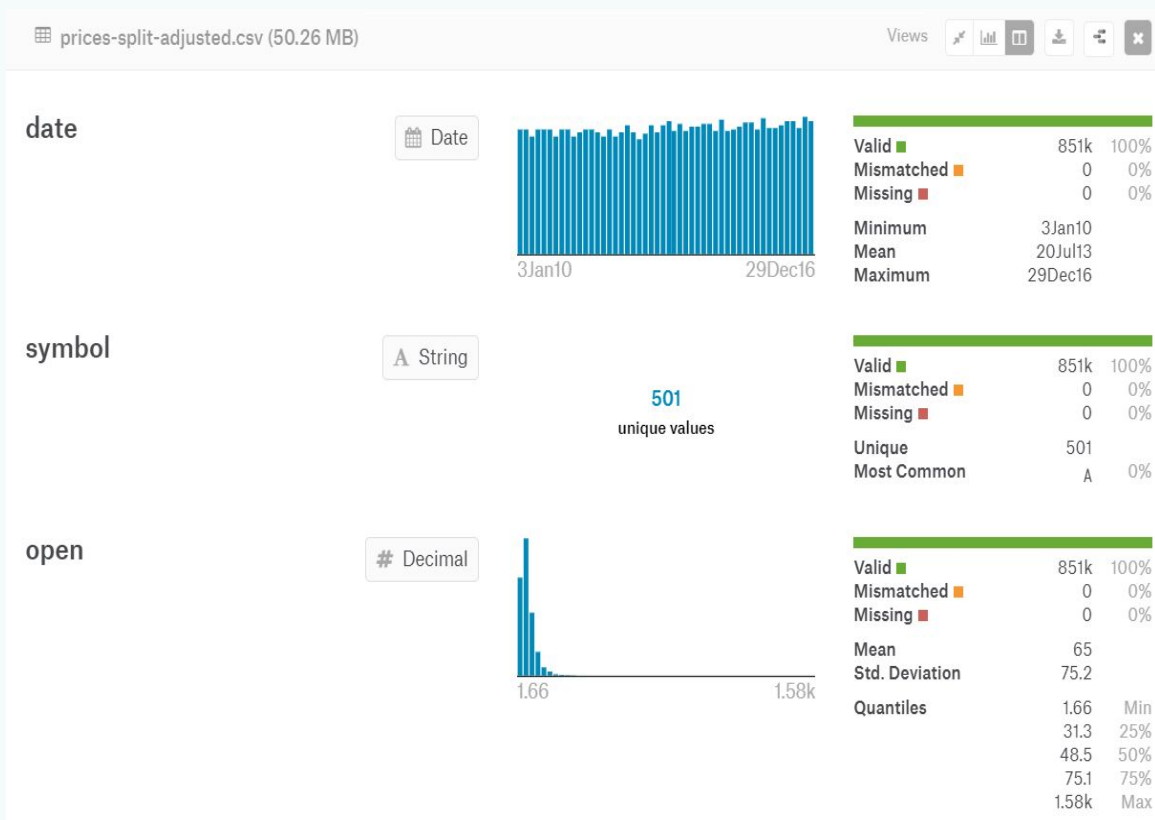 prices-split-adjusted.csv (50.26 MB)
Views
date
Date
3Jan10 29Dec16
Valid 851k 100%
Mismatched 0 0%
Missing 0 0%
Minimum 3Jan10
Mean 20Jul13
Maximum 29Dec16
symbol
A String
501
unique values
Valid 851k 100%
Mismatched 0 0%
Missing 0 0%
Unique 501
Most Common A 0%
open
# Decimal
1.66 1.58k
Valid 851k 100%
Mismatched 0 0%
Missing 0 0%
Mean 65
Std. Deviation 75.2
Quantiles 1.66 Min
31.3 25%
48.5 50%
75.1 75%
1.58k Max